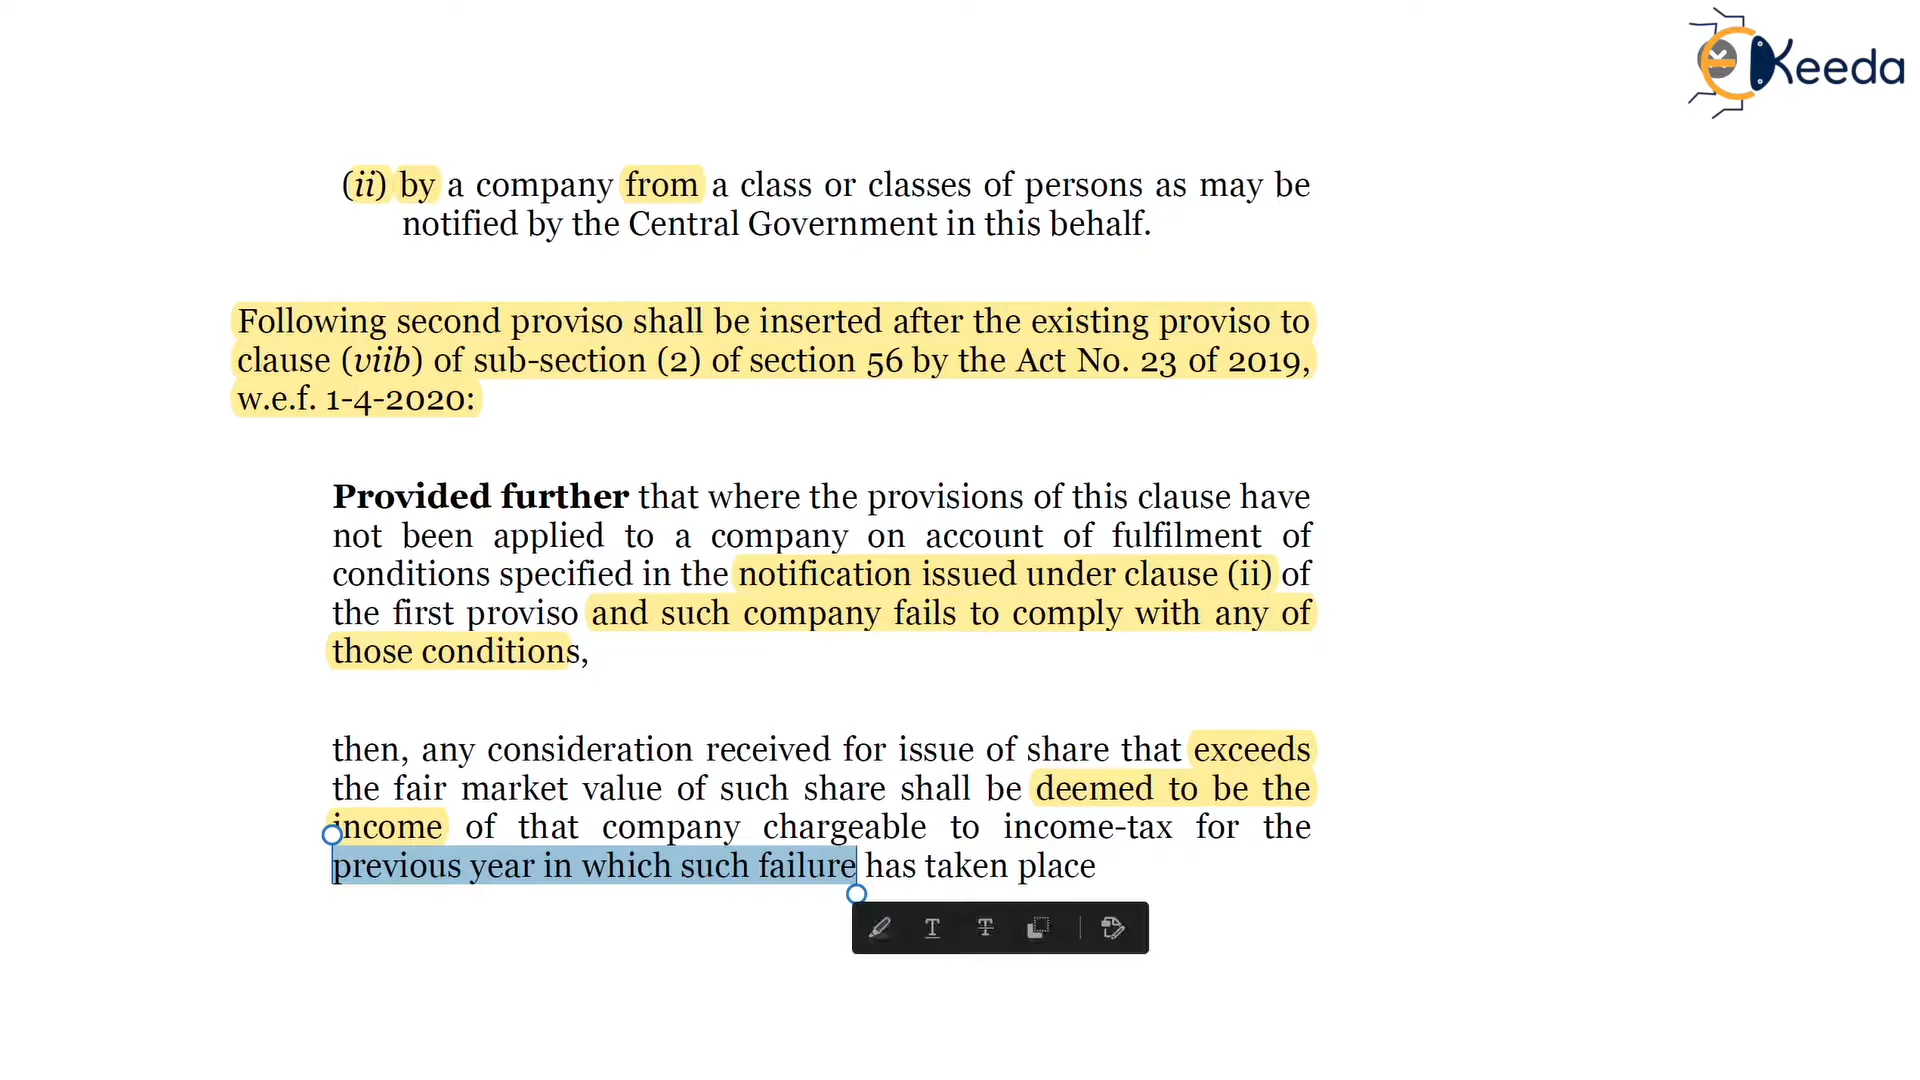 Keeda
(ii) by a company from a class or classes of persons as may be
notified by the Central Government in this behalf.
Following second proviso shall be inserted after the existing proviso to
clause (viib) of sub-section (2) of section 56 by the Act No. 23 of 2019,
w.e.f. 1-4-2020:
Provided further that where the provisions of this clause have
not been applied to a company on account of fulfilment of
conditions specified in the notification issued under clause (ii) of
the first proviso and such company fails to comply with any of
those conditions,
then, any consideration received for issue of share that exceeds
the fair market value of such share shall be deemed to be the
income of that company chargeable to income-tax for the
previous year in which such failure has taken place